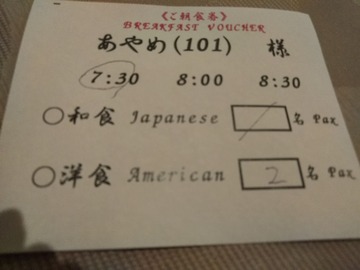 《ご朝食券》
BREAKFAST VOUCHER
あやめ(101) 様
7:30 8:00 8:30
○和食 Japanese / 名 Pax
○洋食 American 2 名 Pax